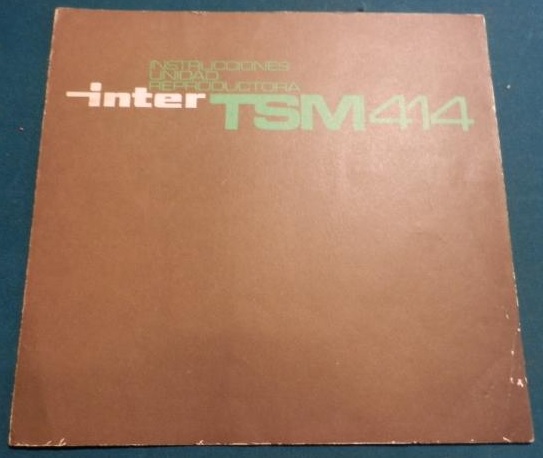 INSTRUCCIONES
UNIDAD
REPRODUCTORA
inter TSM 414